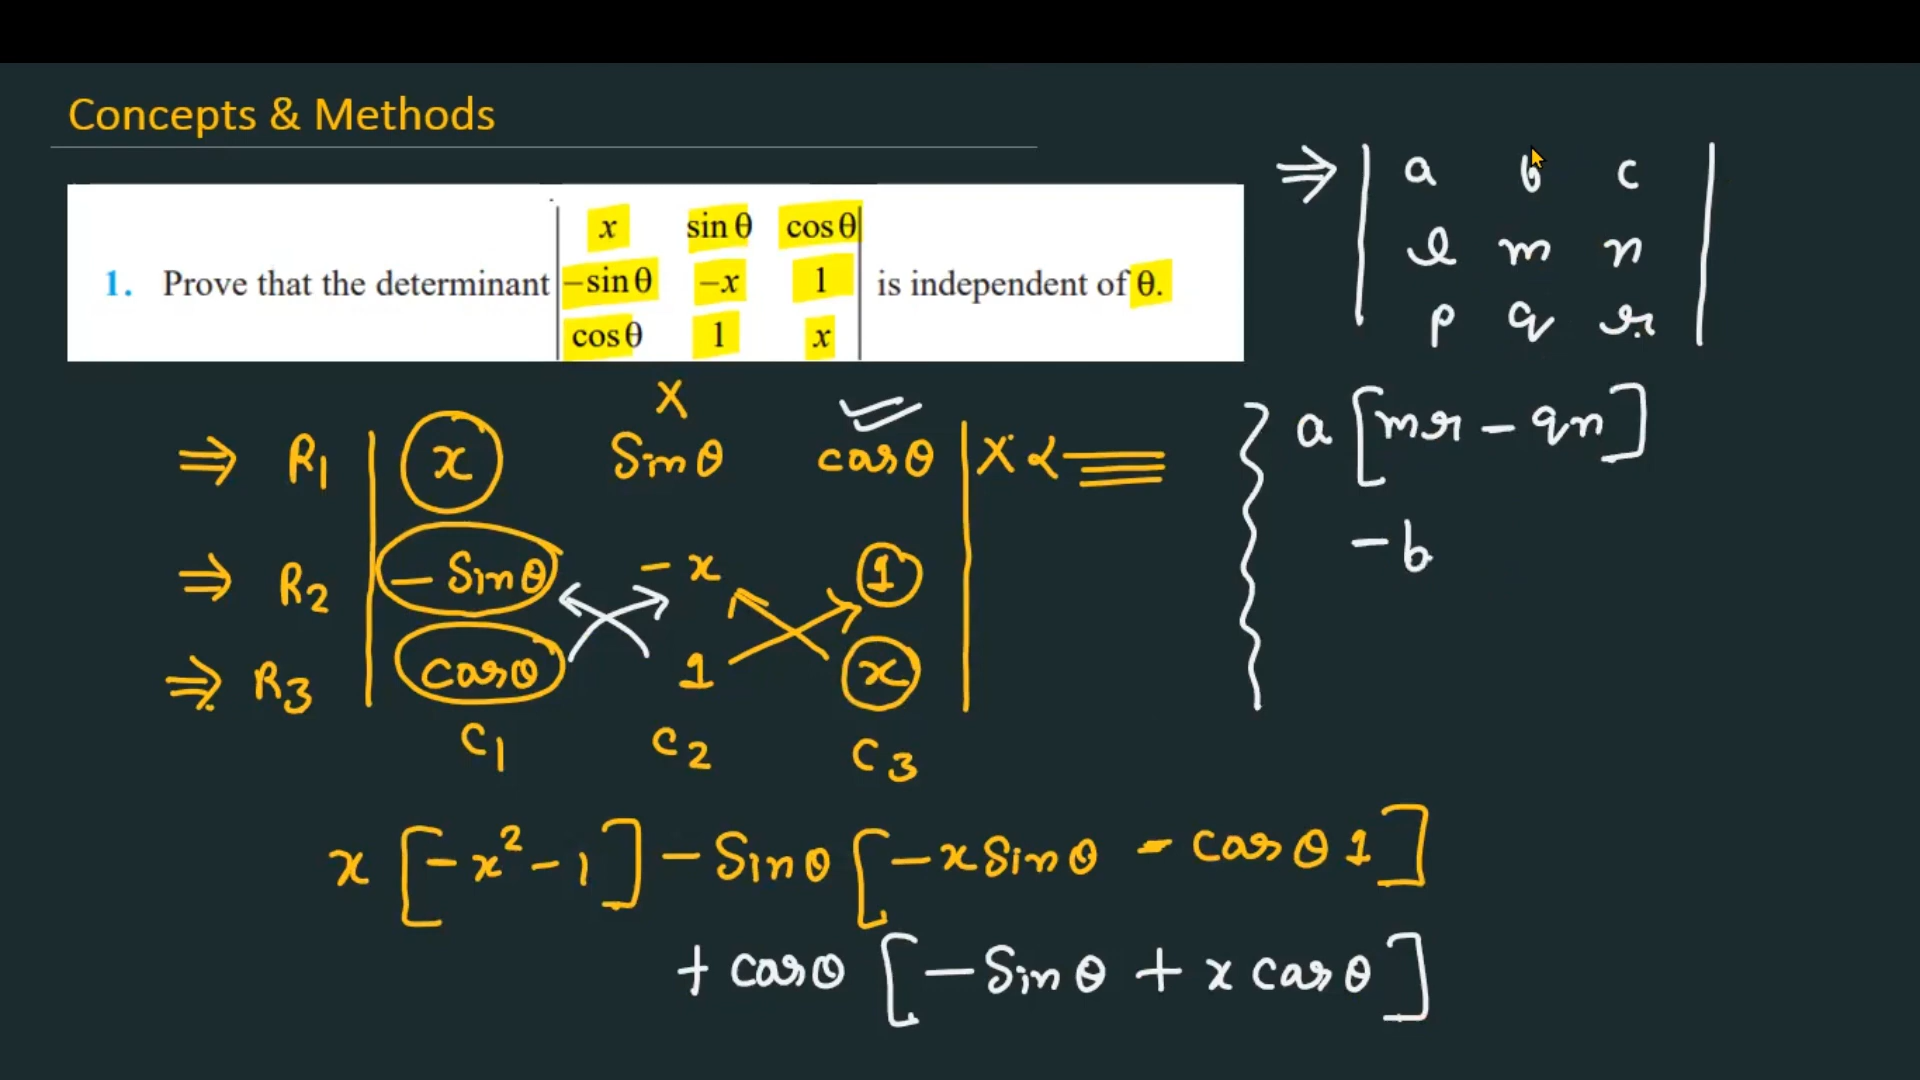 Concepts & Methods
1. Prove that the determinant | x sin θ cos θ | is independent of θ.
| −sin θ −x 1 |
| cos θ 1 x |
⇒ | a b c |
| l m n |
| p q r |
x
⇒ R1 | x Sinθ cosθ | X α
⇒ R2 | − Sinθ − x 1 |
⇒ R3 | cosθ 1 x |
C1 C2 C3
a [mr − qn]
− b
x [−x² − 1] − Sinθ [−x Sinθ − cosθ 1]
+ cosθ [− Sinθ + x cosθ]